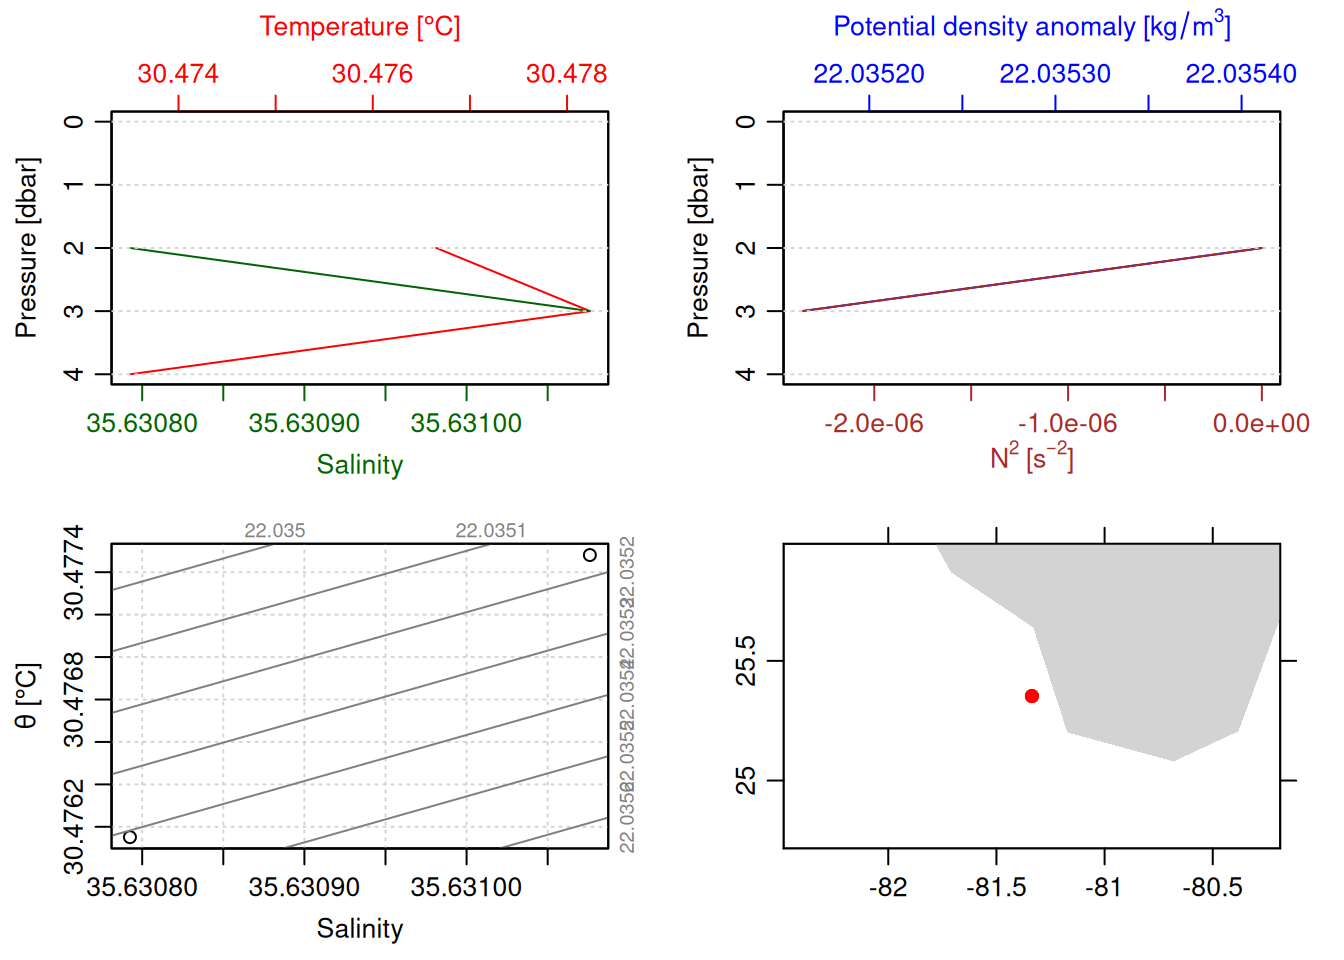 Temperature [°C]
30.474 30.476 30.478
Pressure [dbar]
0
1
2
3
4
35.63080 35.63090 35.63100
Salinity
Potential density anomaly [kg/m³]
22.03520 22.03530 22.03540
Pressure [dbar]
0
1
2
3
4
-2.0e-06 -1.0e-06 0.0e+00
N² [s⁻²]
22.035 22.0351
θ [°C]
30.4774
30.4768
30.4762
22.0352
35.63080 35.63090 35.63100
Salinity
25.5
25
-82 -81.5 -81 -80.5